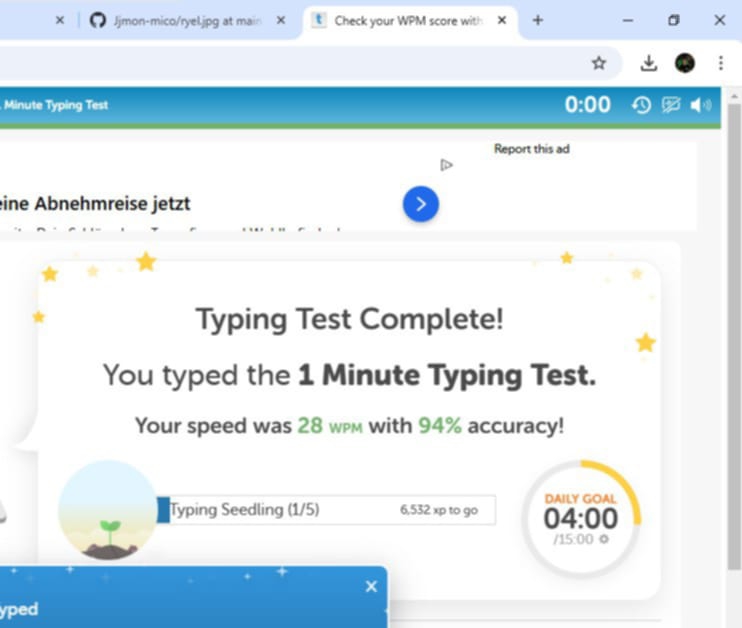 Jjmon-mico/ryel.jpg at main
Check your WPM score with
Minute Typing Test
0:00
Report this ad
eine Abnehmreise jetzt
Typing Test Complete!
You typed the 1 Minute Typing Test.
Your speed was 28 WPM with 94% accuracy!
Typing Seedling (1/5)
6,532 xp to go
DAILY GOAL
04:00
/15:00
yped